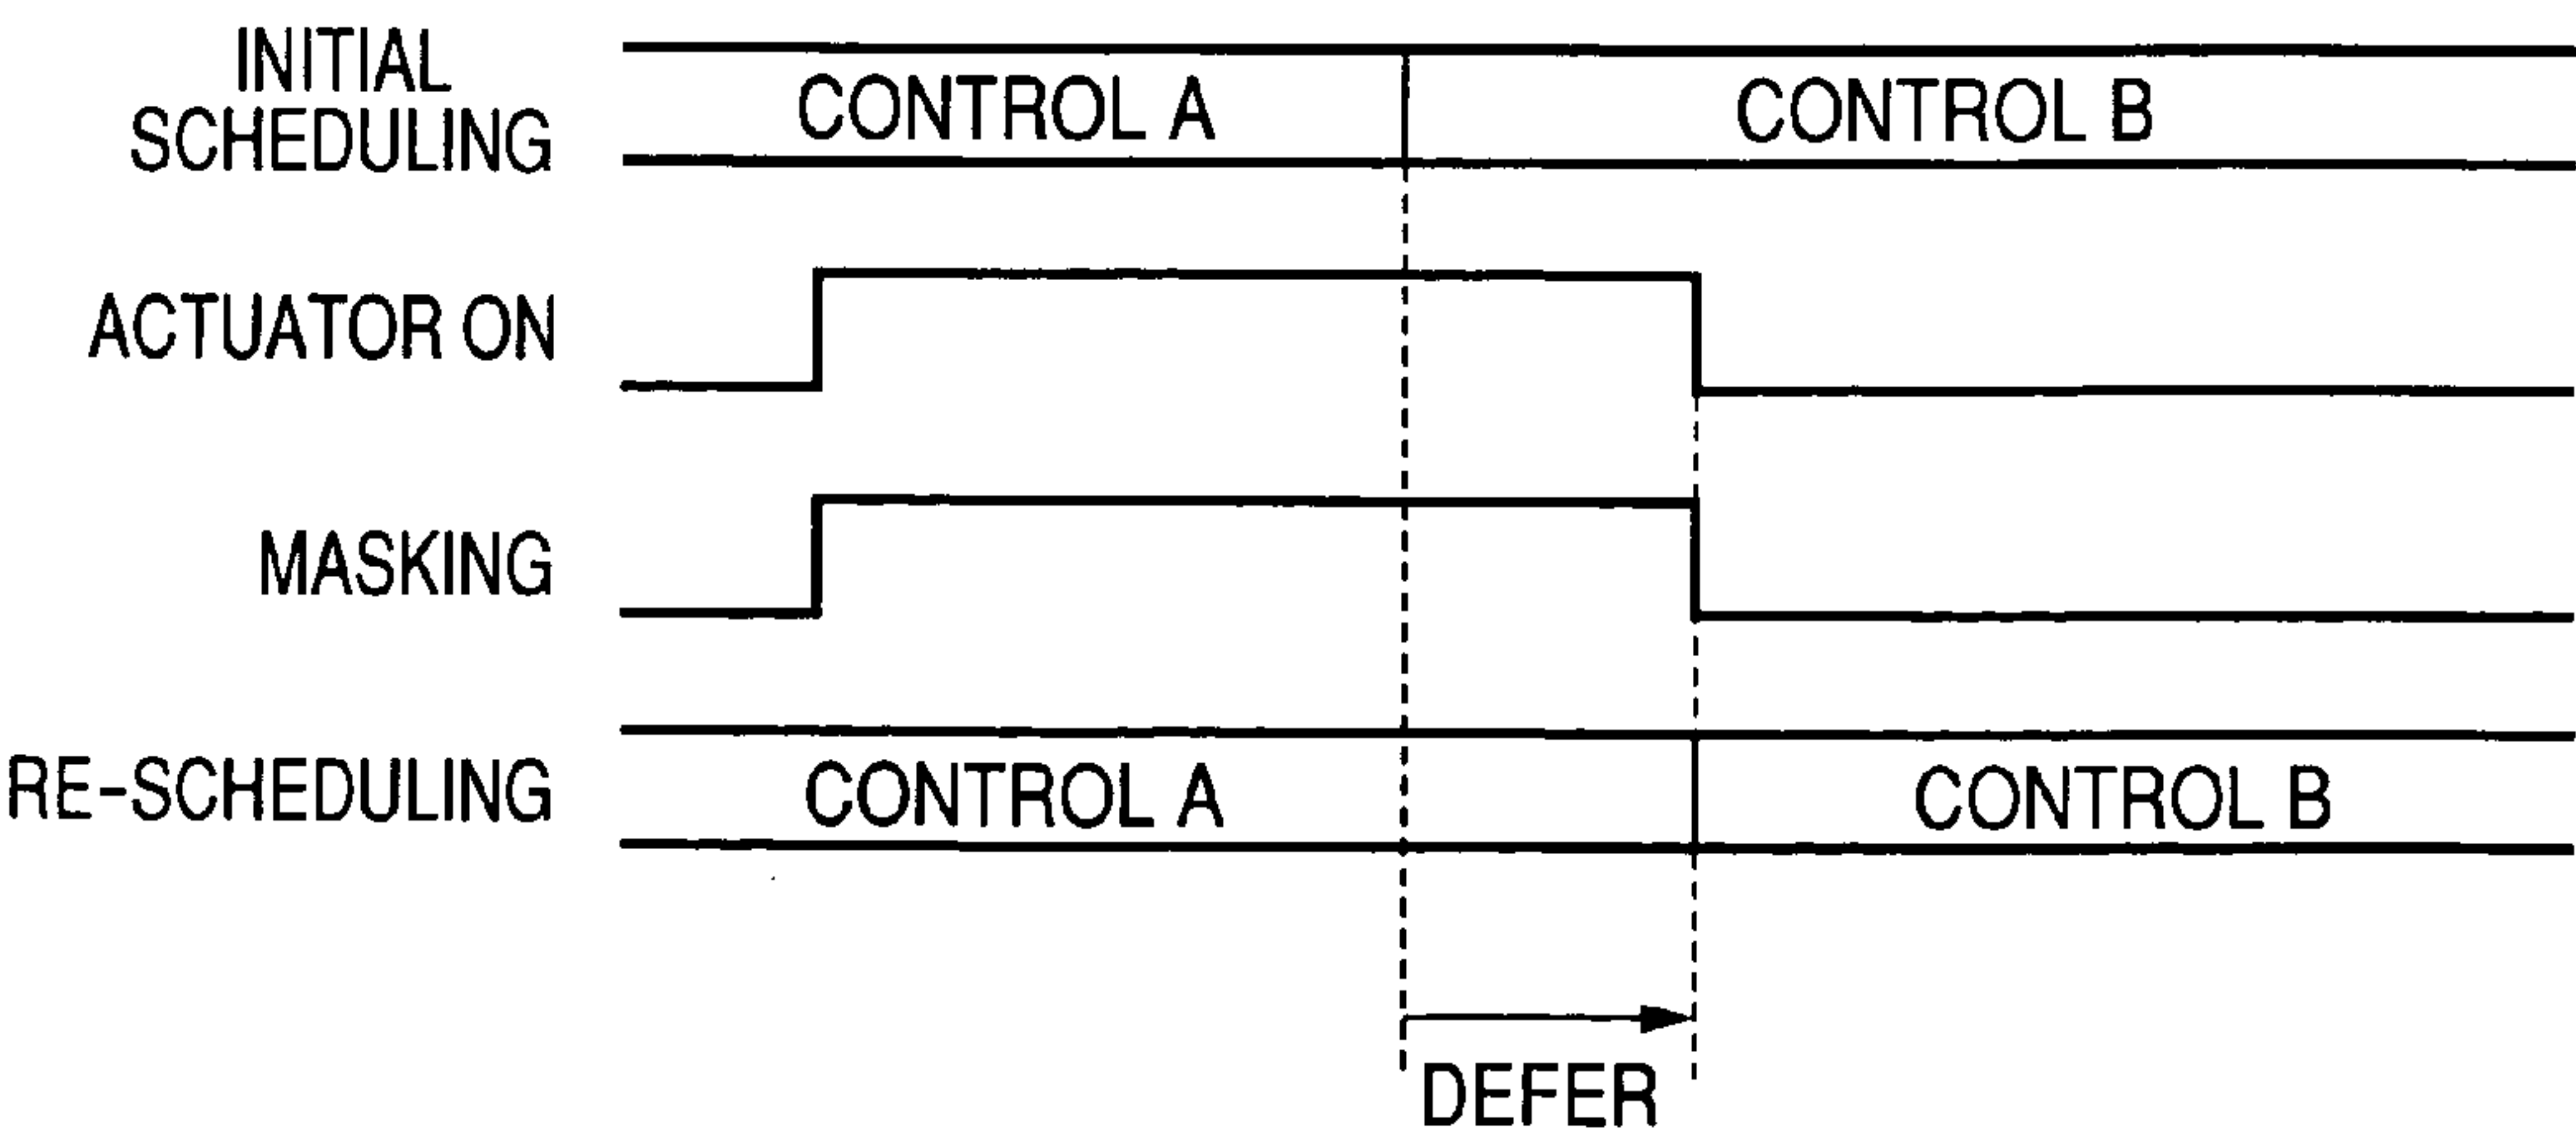 INITIAL
SCHEDULING
CONTROL A
CONTROL B
ACTUATOR ON
MASKING
RE-SCHEDULING
CONTROL A
CONTROL B
DEFER